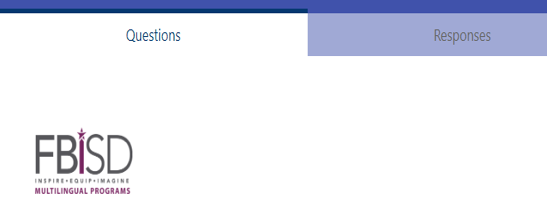 Questions
Responses
FBiSD
INSPIRE•EQUIP•IMAGINE
MULTILINGUAL PROGRAMS